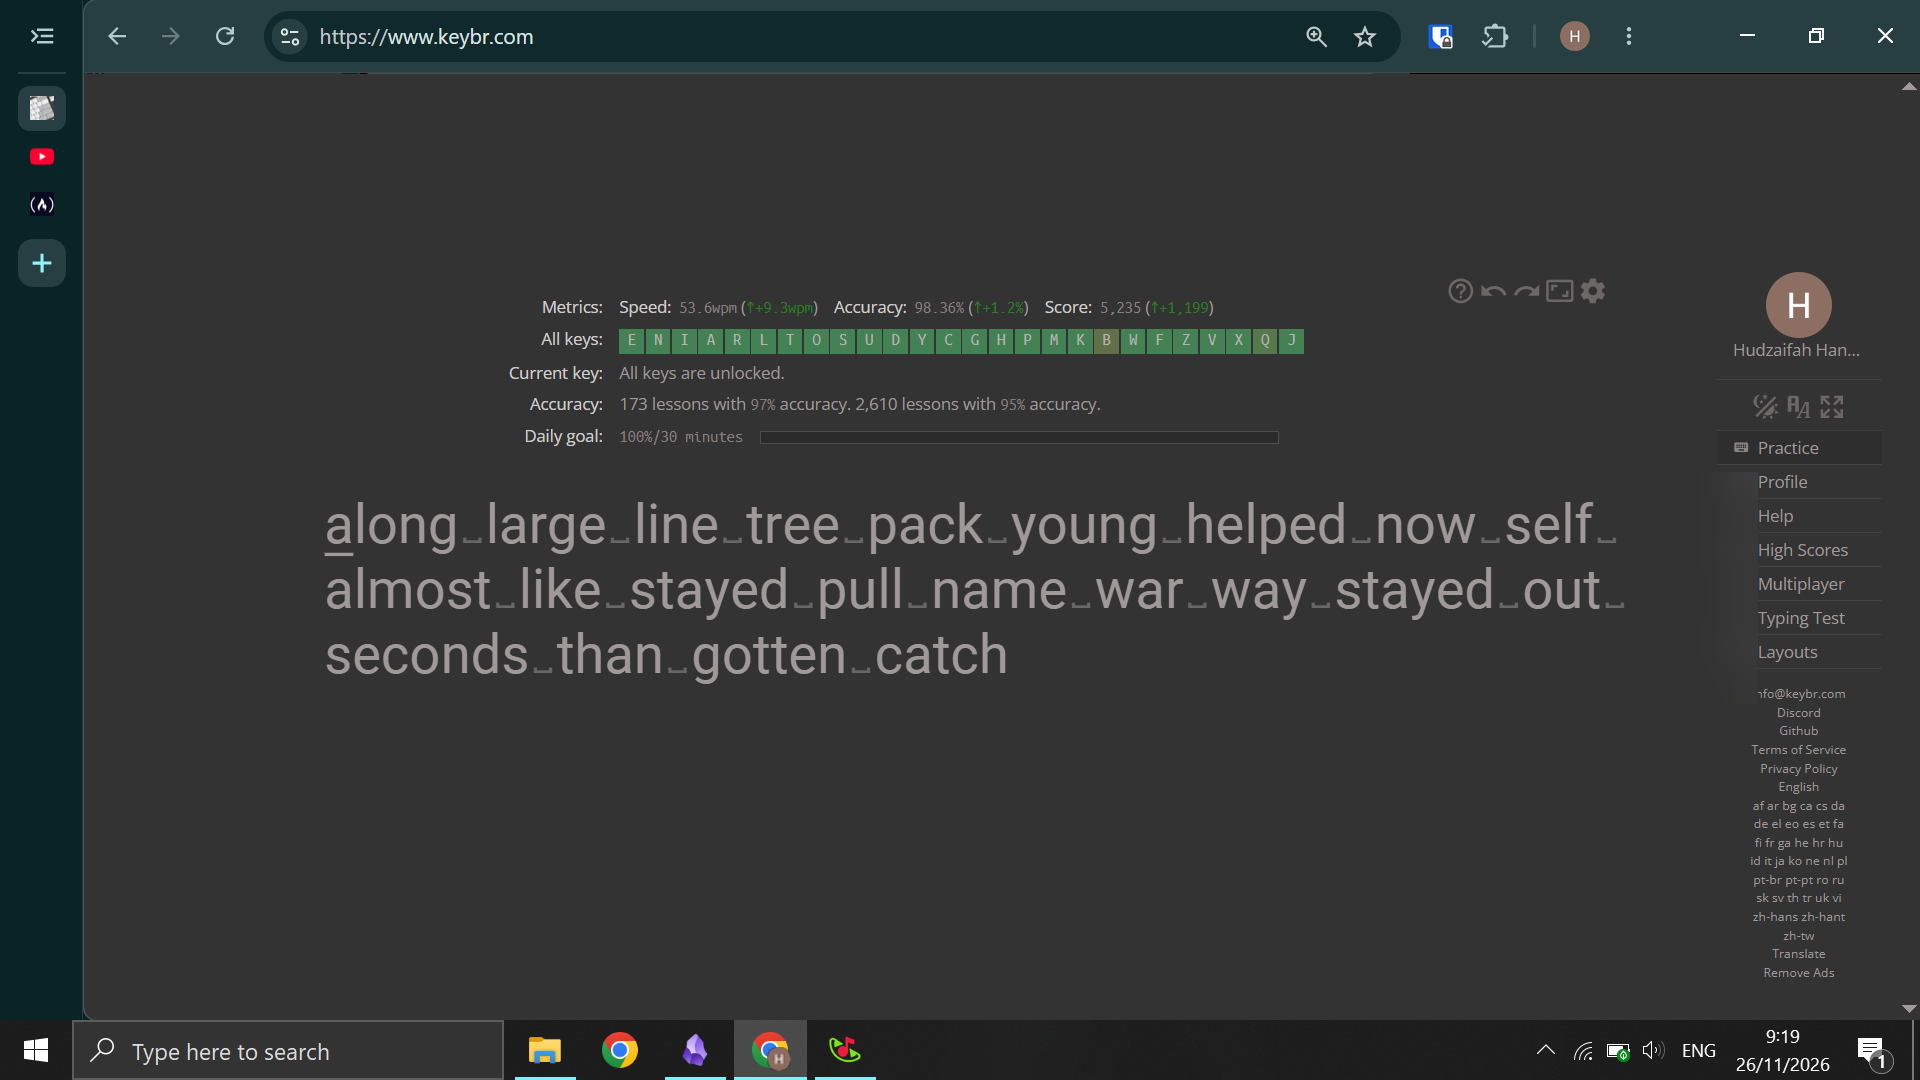 https://www.keybr.com
H
Metrics: Speed: 53.6wpm (↑+9.3wpm) Accuracy: 98.36% (↑+1.2%) Score: 5,235 (↑+1,199)
All keys: E N I A R L T O S U D Y C G H P M K B W F Z V X Q J
Current key: All keys are unlocked.
Accuracy: 173 lessons with 97% accuracy. 2,610 lessons with 95% accuracy.
Daily goal: 100%/30 minutes
along large line tree pack young helped now self
almost like stayed pull name war way stayed out
seconds than gotten catch
H
Hudzaifah Han...
Practice
Profile
Help
High Scores
Multiplayer
Typing Test
Layouts
nfo@keybr.com
Discord
Github
Terms of Service
Privacy Policy
English
af ar bg ca cs da
de el eo es et fa
fi fr ga he hr hu
id it ja ko ne nl pl
pt-br pt-pt ro ru
sk sv th tr uk vi
zh-hans zh-hant
zh-tw
Translate
Remove Ads
Type here to search
H
ENG
9:19
26/11/2026
1